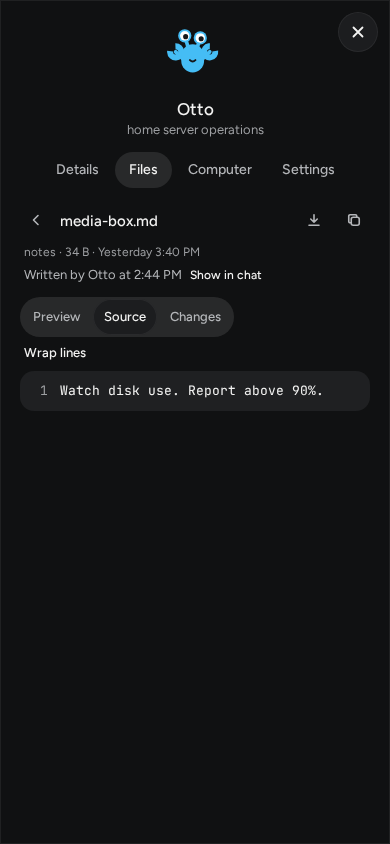 Otto
home server operations
Details Files Computer Settings
media-box.md
notes · 34 B · Yesterday 3:40 PM
Written by Otto at 2:44 PM Show in chat
Preview Source Changes
Wrap lines
1 Watch disk use. Report above 90%.